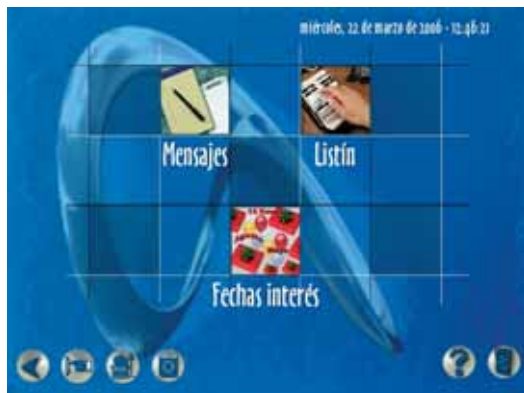 miércoles, 22 de marzo de 2006 - 12:46:21
Mensajes
Listín
Fechas interés